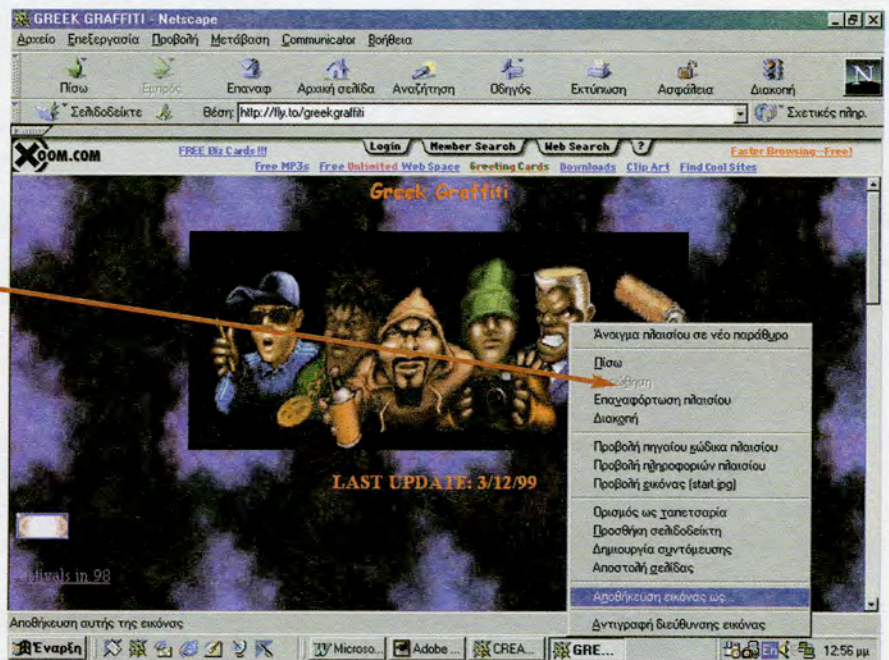 GREEK GRAFFITI - Netscape
Αρχείο Επεξεργασία Προβολή Μετάβαση Communicator Βοήθεια
Πίσω Εμπρός Επαναφ Αρχική σελίδα Αναζήτηση Οδηγός Εκτύπωση Ασφάλεια Διακοπή
N
Σελιδοδείκτε Θέση: http://fly.to/greekgraffiti Σχετικές πληρ.
XOOM.COM FREE Biz Cards !!! Login Member Search Web Search ? Faster Browsing--Free!
Free MP3s Free Unlimited Web Space Greeting Cards Downloads Clip Art Find Cool Sites
Greek Graffiti
Άνοιγμα πλαισίου σε νέο παράθυρο
Πίσω
Επαναφόρτωση πλαισίου
Διακοπή
Προβολή πηγαίου κώδικα πλαισίου
Προβολή πληροφοριών πλαισίου
Προβολή εικόνας (start.jpg)
LAST UPDATE: 3/12/99
Ορισμός ως ταπετσαρία
Προσθήκη σελιδοδείκτη
Δημιουργία συντόμευσης
Αποστολή σελίδας
in 98
Αποθήκευση εικόνας ως...
Αντιγραφή διεύθυνσης εικόνας
Αποθήκευση αυτής της εικόνας
Έναρξη Microso... Adobe ... CREA... GRE... En 12:56 μμ